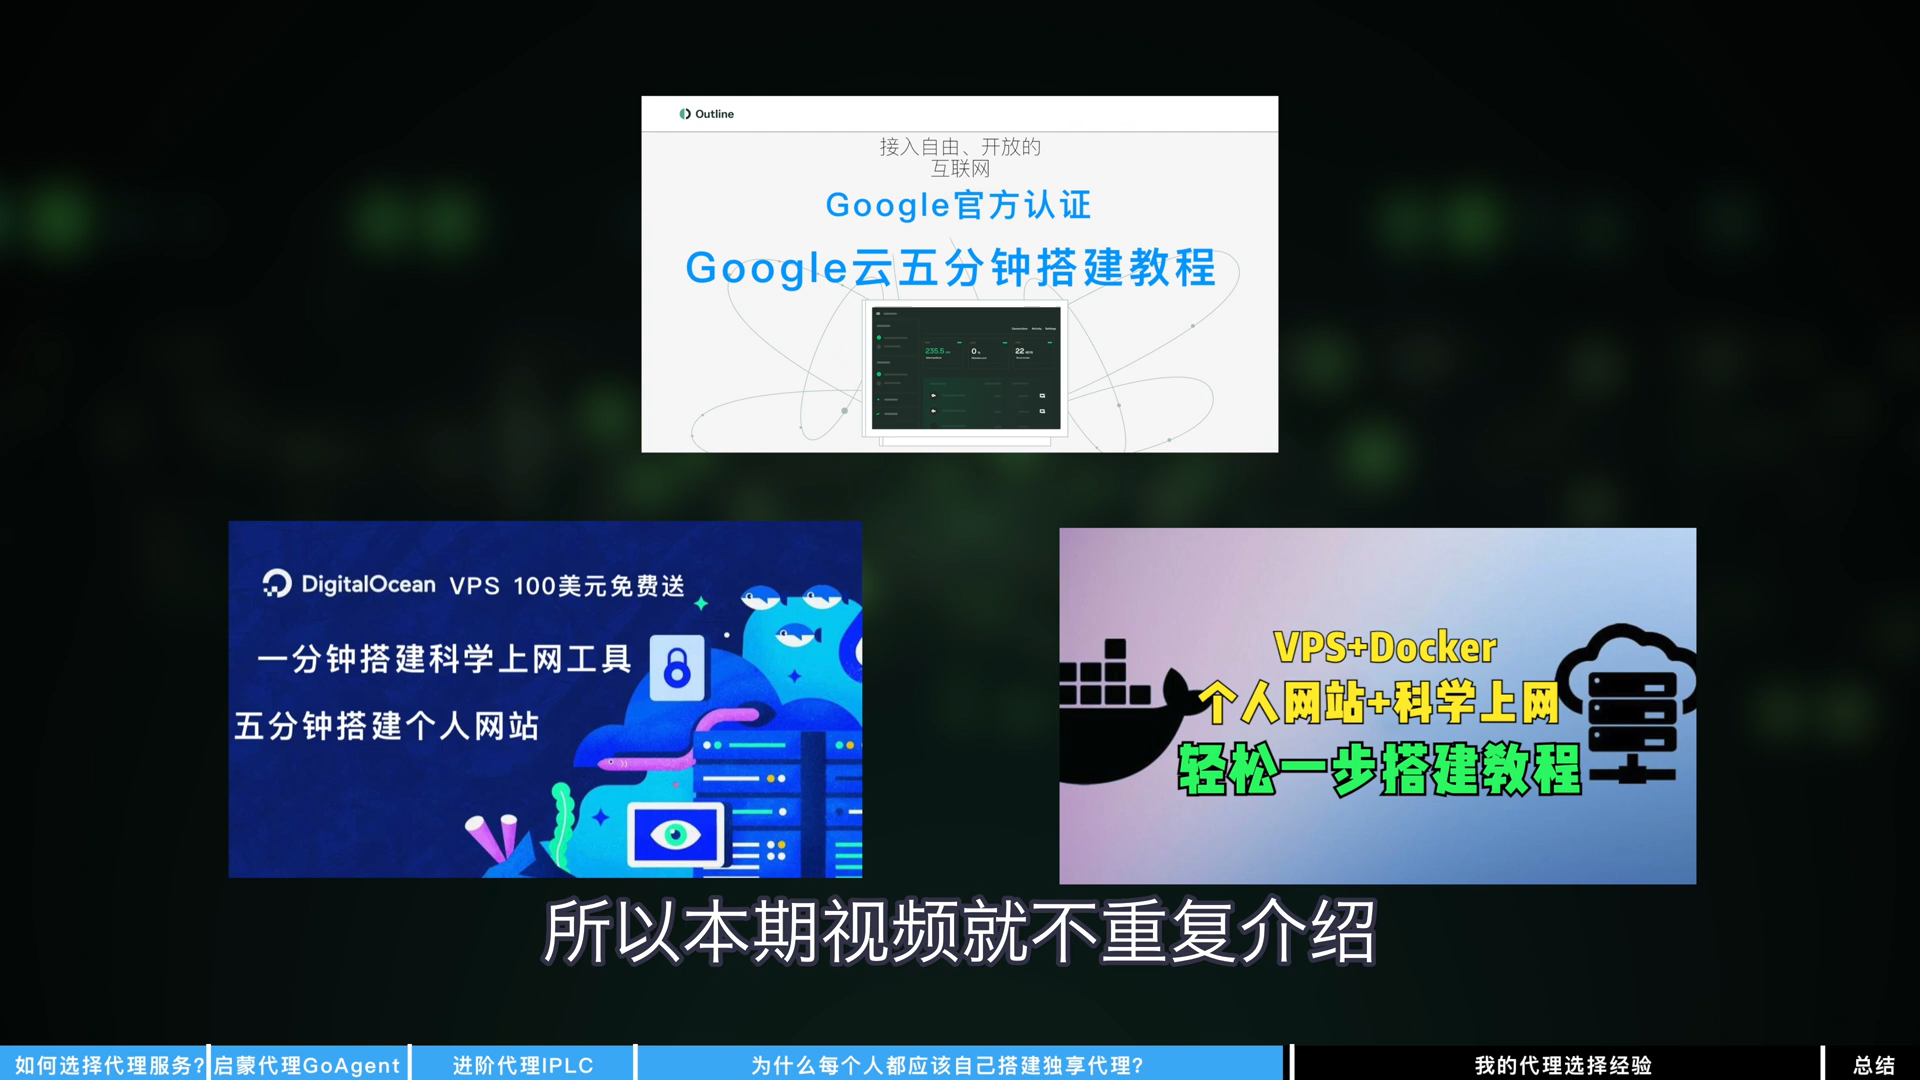 Outline
接入自由、开放的
互联网
Google官方认证
Google云五分钟搭建教程
235.5
0
22
DigitalOcean VPS 100美元免费送
一分钟搭建科学上网工具
五分钟搭建个人网站
VPS+Docker
个人网站+科学上网
轻松一步搭建教程
所以本期视频就不重复介绍
如何选择代理服务?
启蒙代理GoAgent
进阶代理IPLC
为什么每个人都应该自己搭建独享代理?
我的代理选择经验
总结